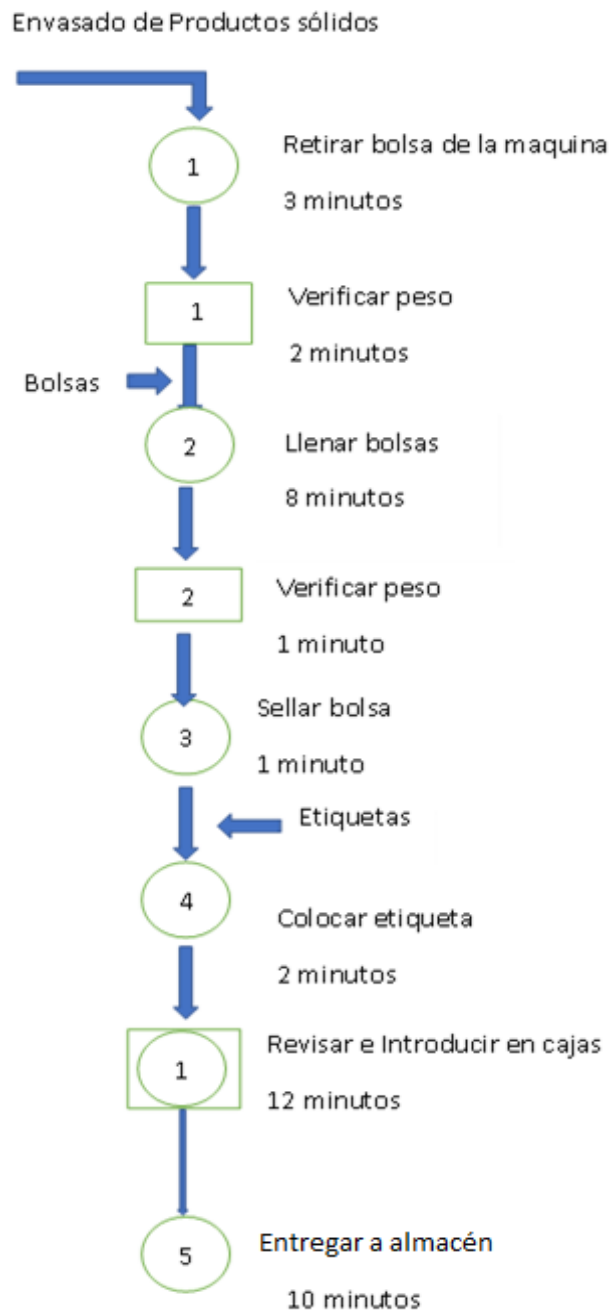 Envasado de Productos sólidos
1
Retirar bolsa de la maquina
3 minutos
1
Verificar peso
2 minutos
Bolsas
2
Llenar bolsas
8 minutos
2
Verificar peso
1 minuto
3
Sellar bolsa
1 minuto
Etiquetas
4
Colocar etiqueta
2 minutos
1
Revisar e Introducir en cajas
12 minutos
5
Entregar a almacén
10 minutos